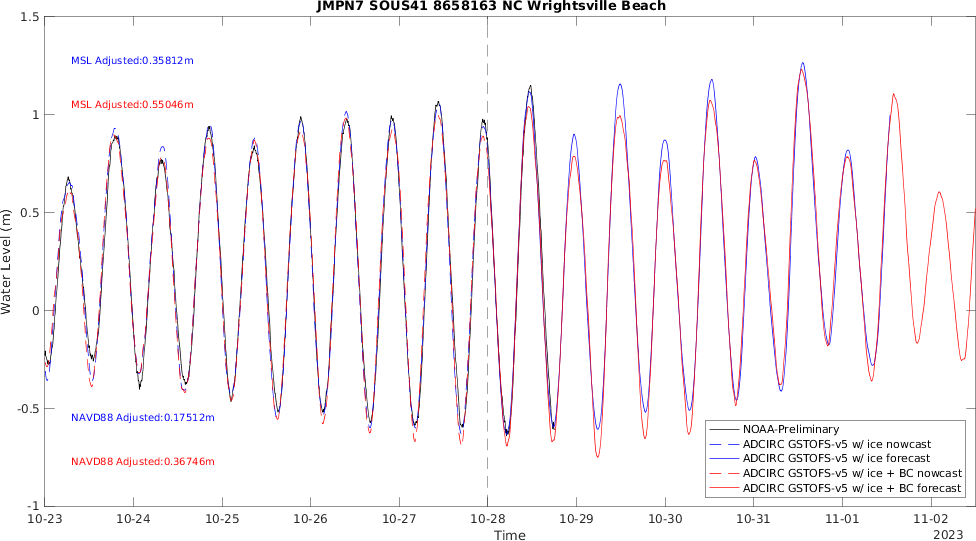 JMPN7 SOUS41 8658163 NC Wrightsville Beach
1.5
1
0.5
0
-0.5
-1
Water Level (m)
MSL Adjusted:0.35812m
MSL Adjusted:0.55046m
NAVD88 Adjusted:0.17512m
NAVD88 Adjusted:0.36746m
NOAA-Preliminary
ADCIRC GSTOFS-v5 w/ ice nowcast
ADCIRC GSTOFS-v5 w/ ice forecast
ADCIRC GSTOFS-v5 w/ ice + BC nowcast
ADCIRC GSTOFS-v5 w/ ice + BC forecast
10-23 10-24 10-25 10-26 10-27 10-28 10-29 10-30 10-31 11-01 11-02
2023
Time